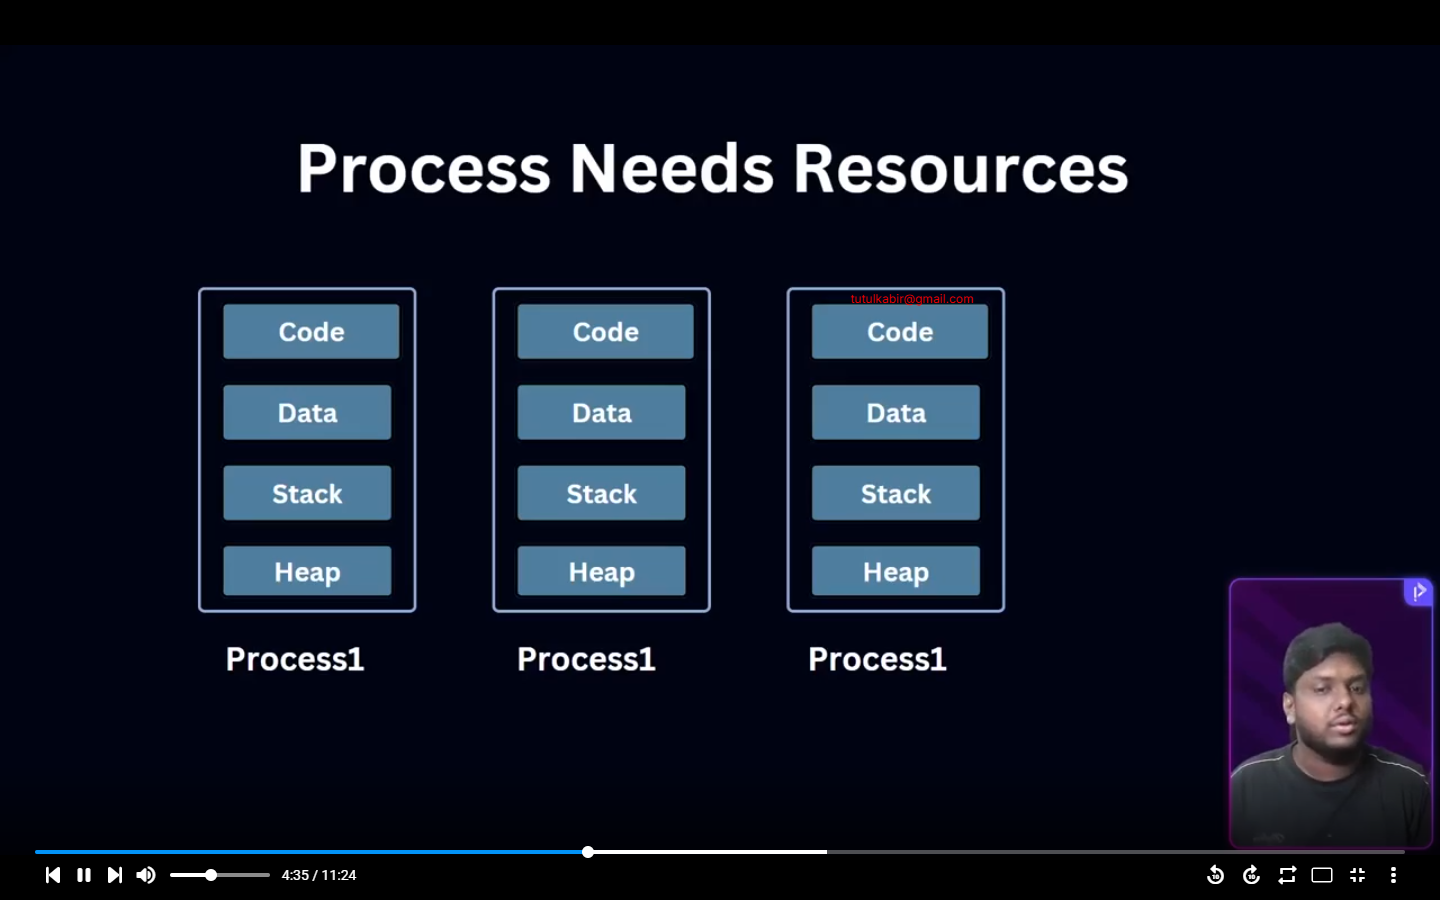 Process Needs Resources
tutulkabir@gmail.com
Code Code Code
Data Data Data
Stack Stack Stack
Heap Heap Heap
Process1 Process1 Process1
4:35 / 11:24